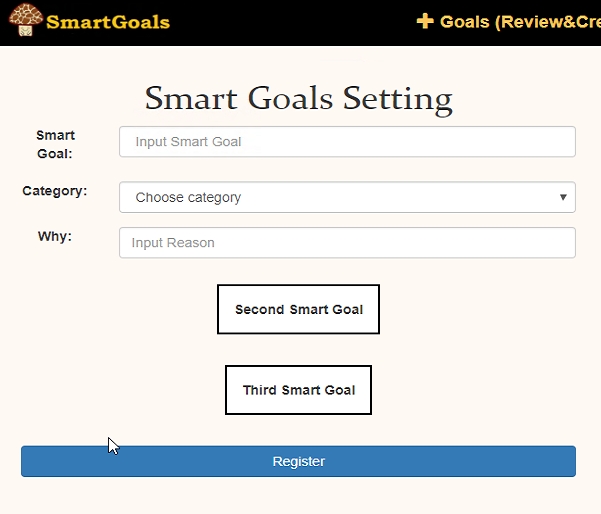 SmartGoals
Goals (Review&Cre
Smart Goals Setting
Smart
Goal:
Input Smart Goal
Category:
Choose category
Why:
Input Reason
Second Smart Goal
Third Smart Goal
Register